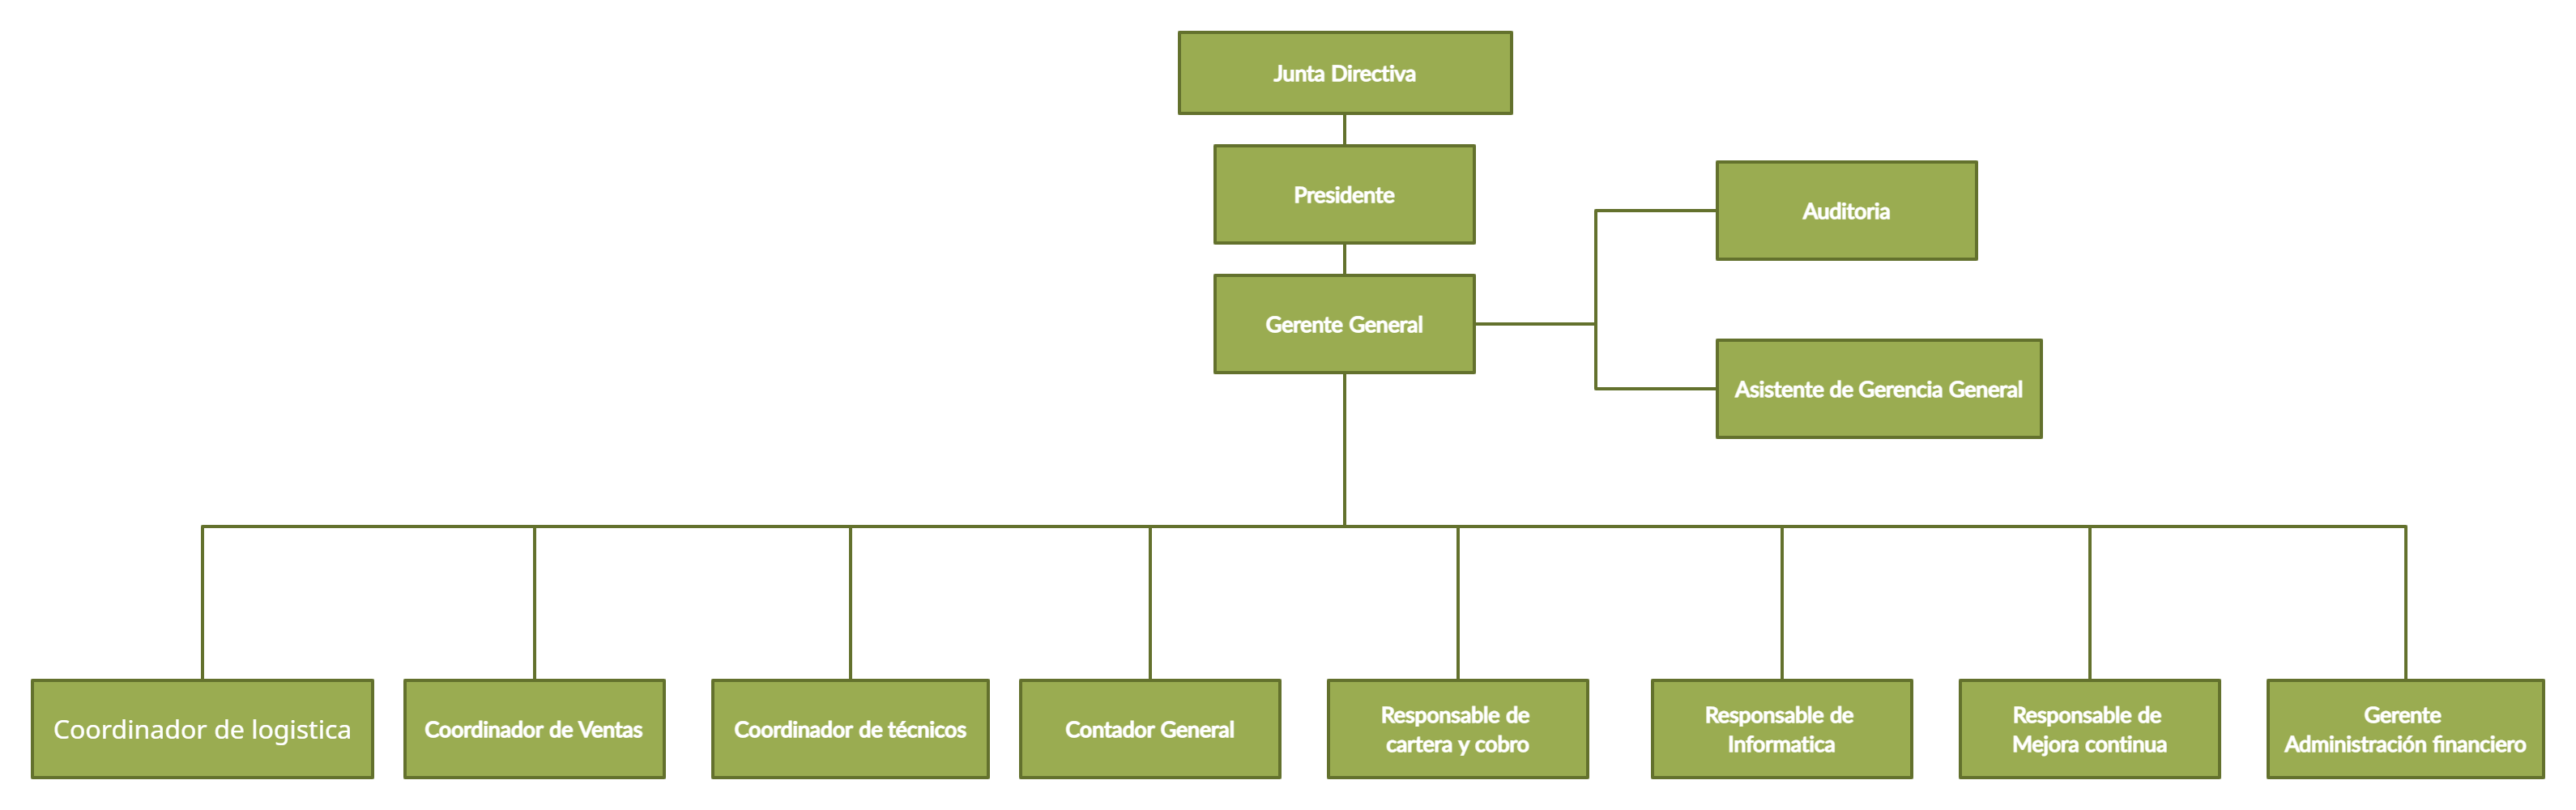 Junta Directiva
Presidente
Auditoria
Gerente General
Asistente de Gerencia General
Coordinador de logistica
Coordinador de Ventas
Coordinador de técnicos
Contador General
Responsable de
cartera y cobro
Responsable de
Informatica
Responsable de
Mejora continua
Gerente
Administración financiero